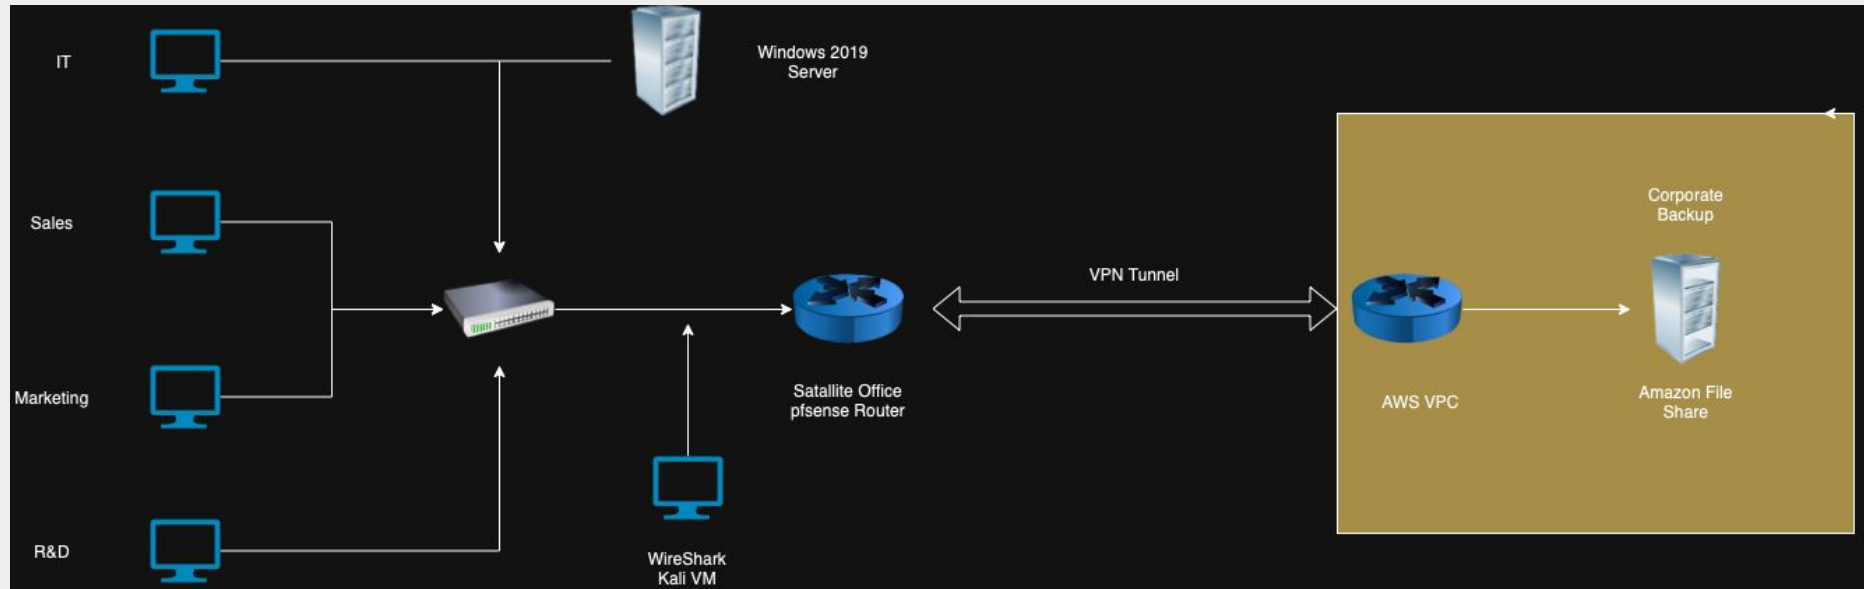 IT
Windows 2019
Server
Sales
Corporate
Backup
VPN Tunnel
Marketing
Satallite Office
pfsense Router
AWS VPC
Amazon File
Share
R&D
WireShark
Kali VM